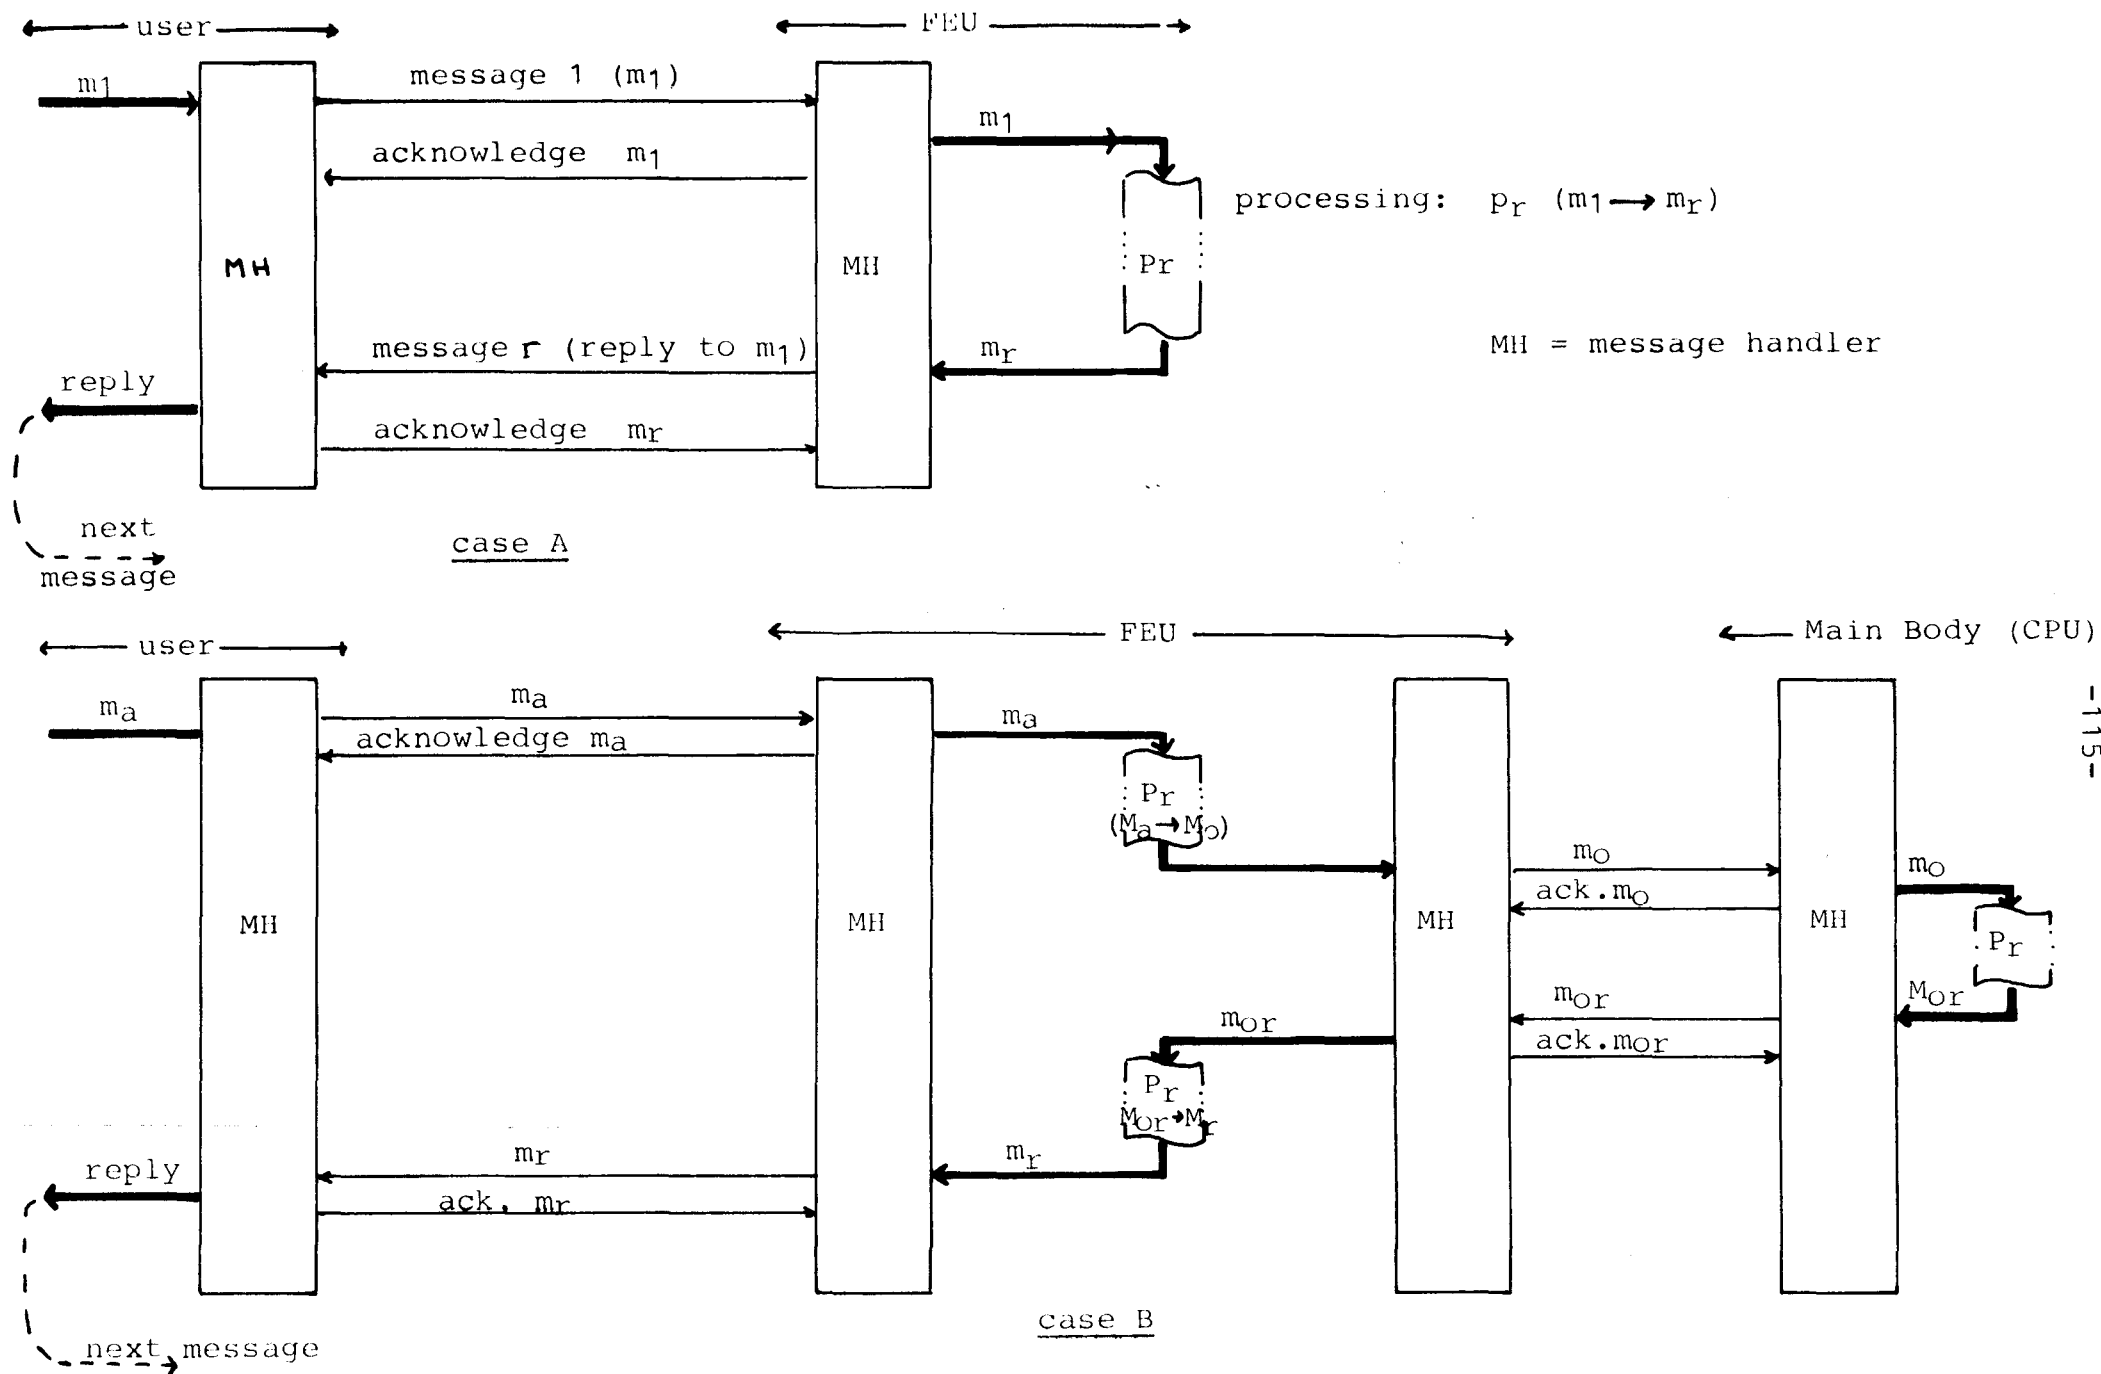 user
FEU
m1
message 1 (m1)
m1
acknowledge m1
processing: pr (m1→ mr)
MH
MH
Pr
MH = message handler
message r (reply to m1)
mr
reply
acknowledge mr
next
message
case A
user
FEU
Main Body (CPU)
ma
ma
acknowledge ma
ma
Pr
(Ma→Mo)
mo
ack.mo
mo
MH
MH
MH
MH
Pr
mor
mor
ack.mor
Mor
Pr
Mor→Mr
mr
mr
reply
ack. mr
case B
next message
-115-